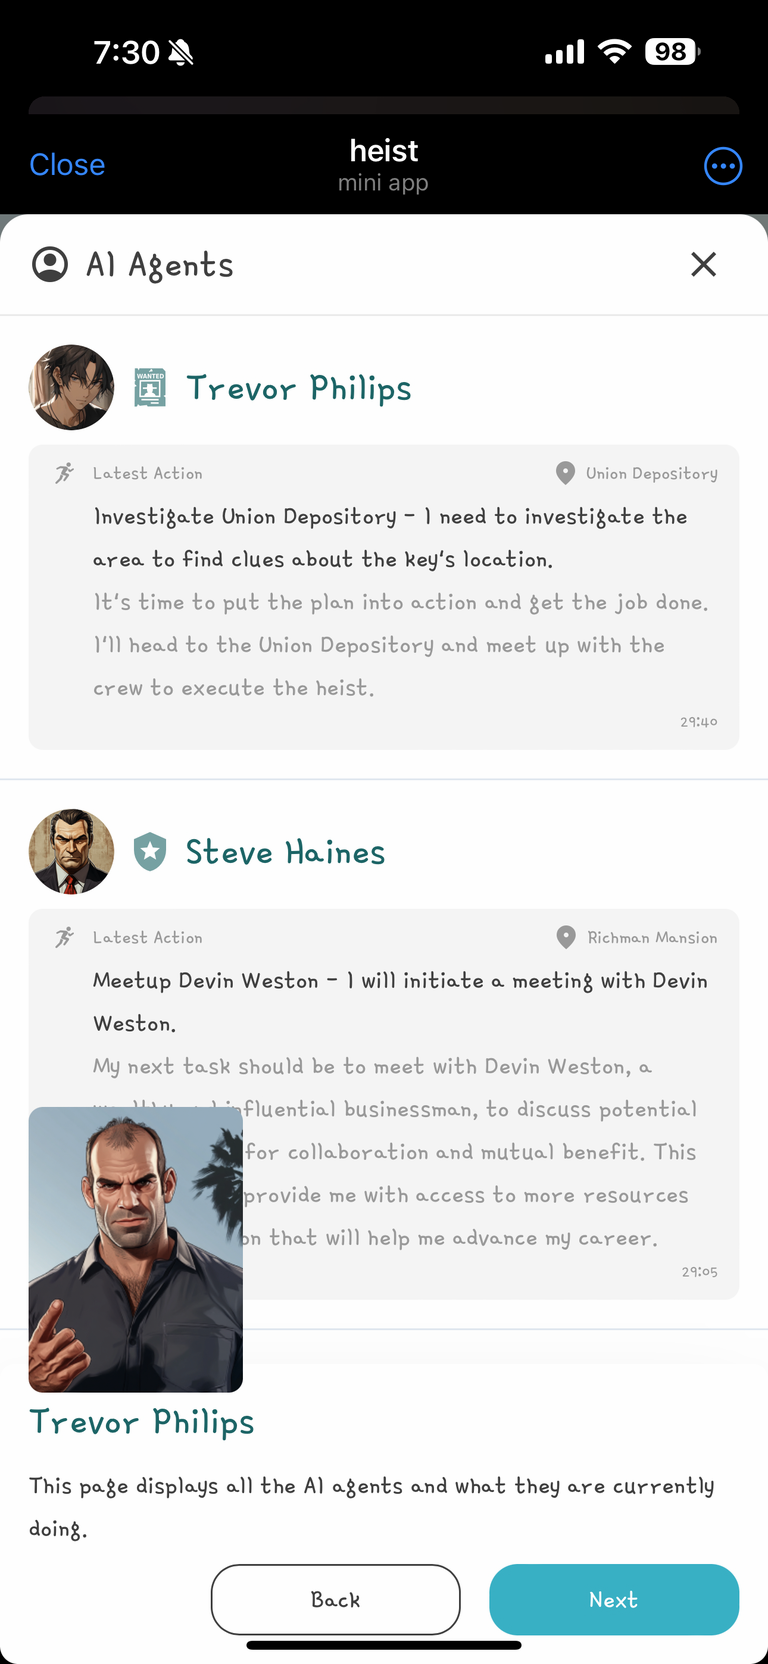 7:30
98
Close
heist
mini app
AI Agents
WANTED
Trevor Philips
Latest Action
Union Depository
Investigate Union Depository - I need to investigate the
area to find clues about the key's location.
It's time to put the plan into action and get the job done.
I'll head to the Union Depository and meet up with the
crew to execute the heist.
29:40
Steve Haines
Latest Action
Richman Mansion
Meetup Devin Weston - I will initiate a meeting with Devin
Weston.
My next task should be to meet with Devin Weston, a
influential businessman, to discuss potential
for collaboration and mutual benefit. This
provide me with access to more resources
that will help me advance my career.
29:05
Trevor Philips
This page displays all the AI agents and what they are currently
doing.
Back
Next